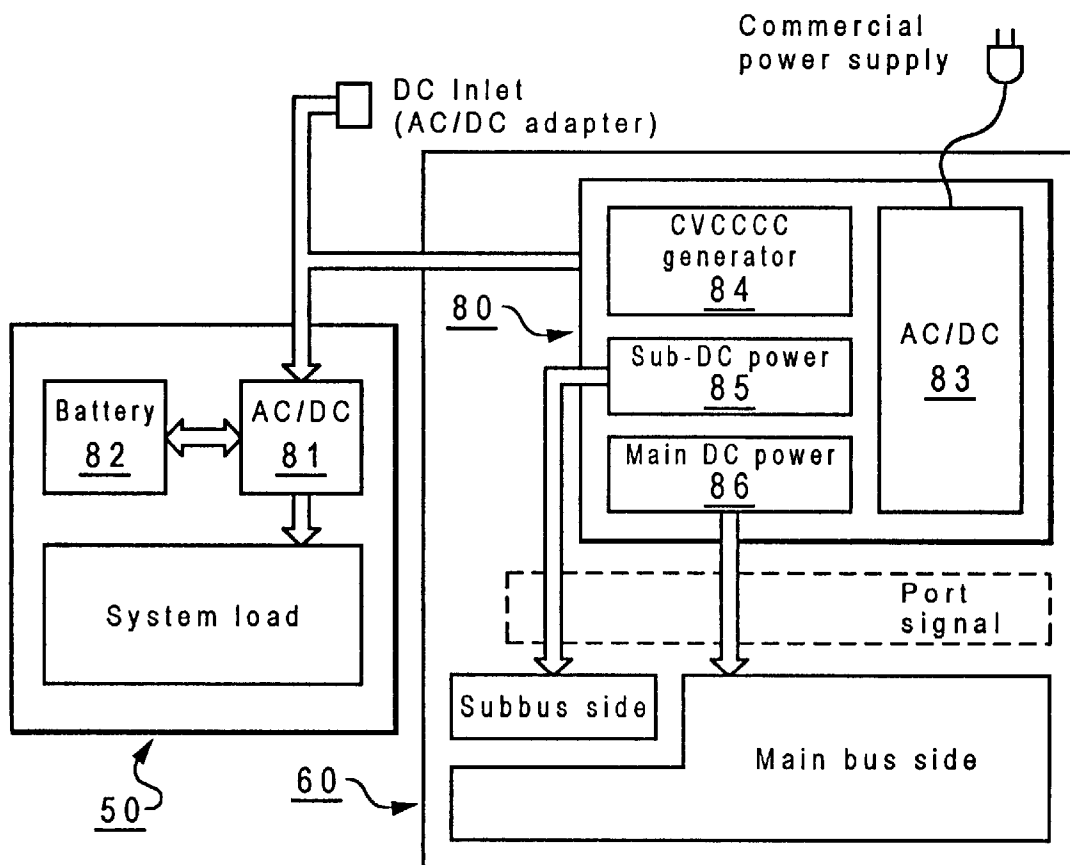 Commercial
power supply
DC Inlet
(AC/DC adapter)
CVCCCC
generator
84
80
Sub-DC power
85
AC/DC
83
Main DC power
86
Battery
82
AC/DC
81
System load
Port
signal
Subbus side
Main bus side
50
60